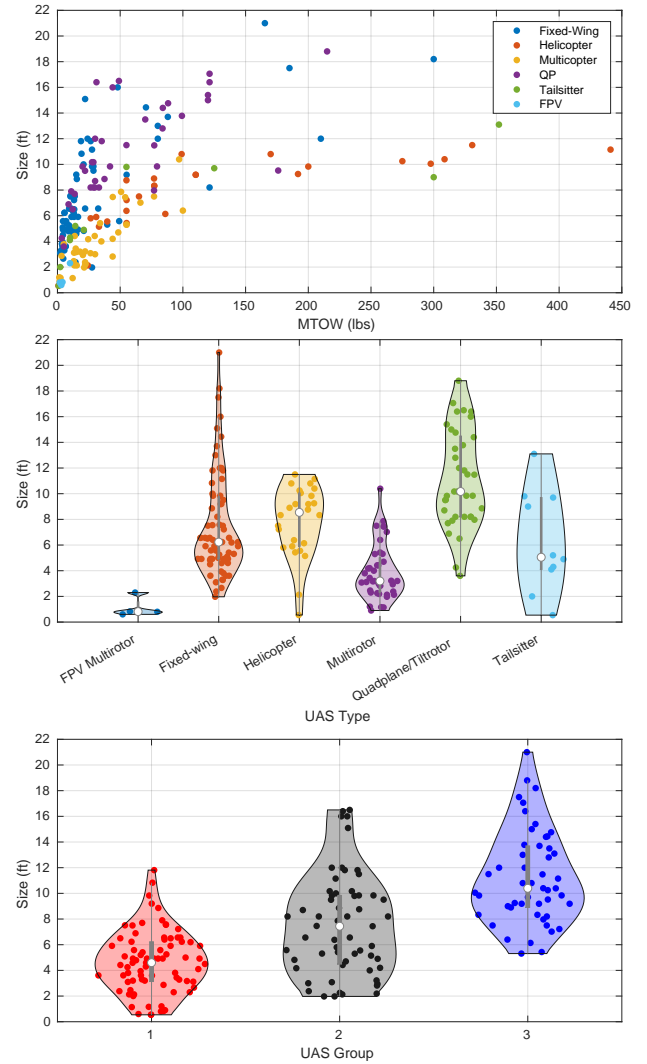 22
20
18
16
14
12
10
8
6
4
2
0
Size (ft)
Fixed-Wing
Helicopter
Multicopter
QP
Tailsitter
FPV
0 50 100 150 200 250 300 350 400 450
MTOW (lbs)
22
20
18
16
14
12
10
8
6
4
2
0
Size (ft)
FPV Multirotor
Fixed-wing
Helicopter
Multirotor
Quadplane/Tiltrotor
Tailsitter
UAS Type
22
20
18
16
14
12
10
8
6
4
2
0
Size (ft)
1 2 3
UAS Group